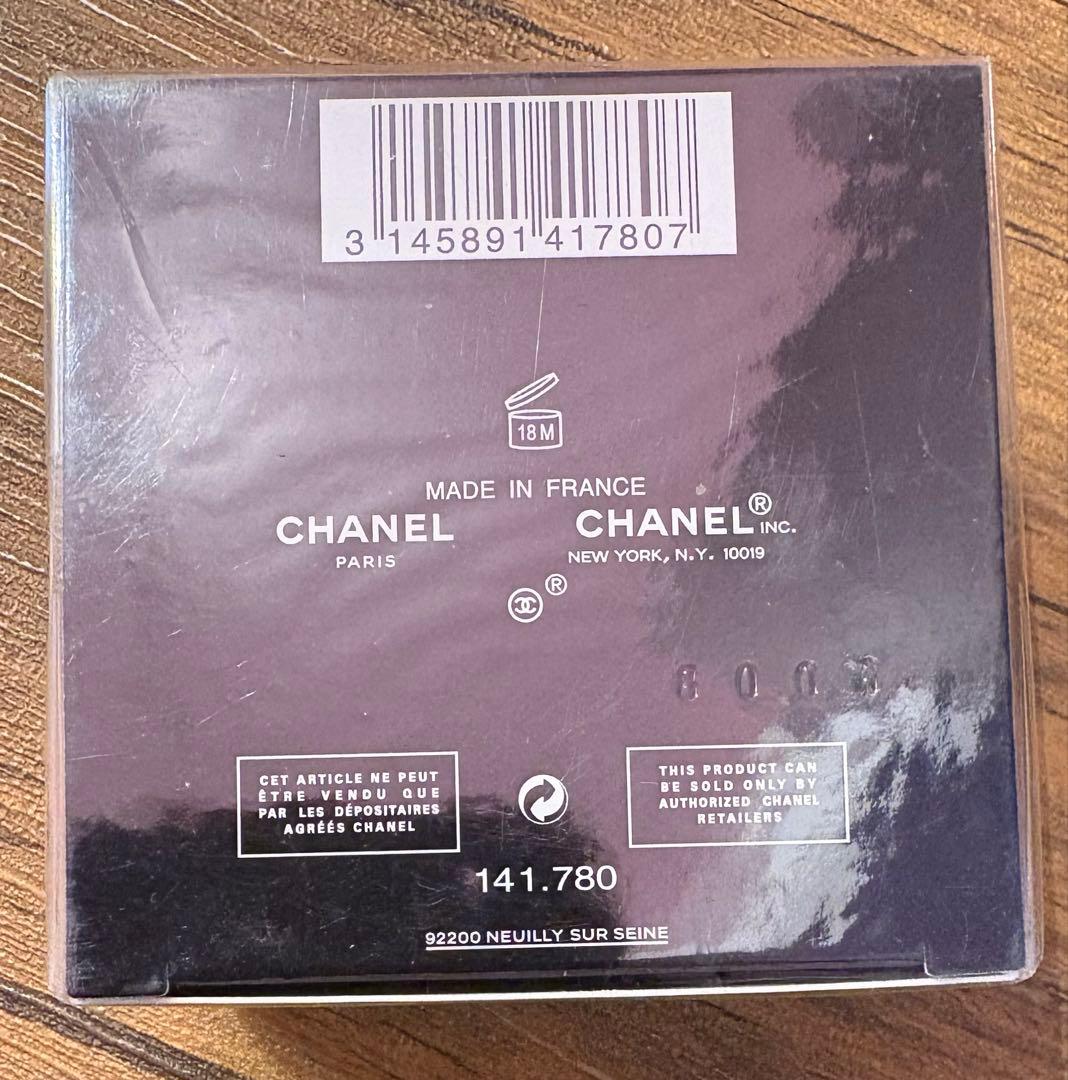 3 145891 417807
18M
MADE IN FRANCE
CHANEL
PARIS
CHANEL® INC.
NEW YORK, N.Y. 10019
®
CET ARTICLE NE PEUT
ÊTRE VENDU QUE
PAR LES DÉPOSITAIRES
AGRÉÉS CHANEL
THIS PRODUCT CAN
BE SOLD ONLY BY
AUTHORIZED CHANEL
RETAILERS
141.780
92200 NEUILLY SUR SEINE